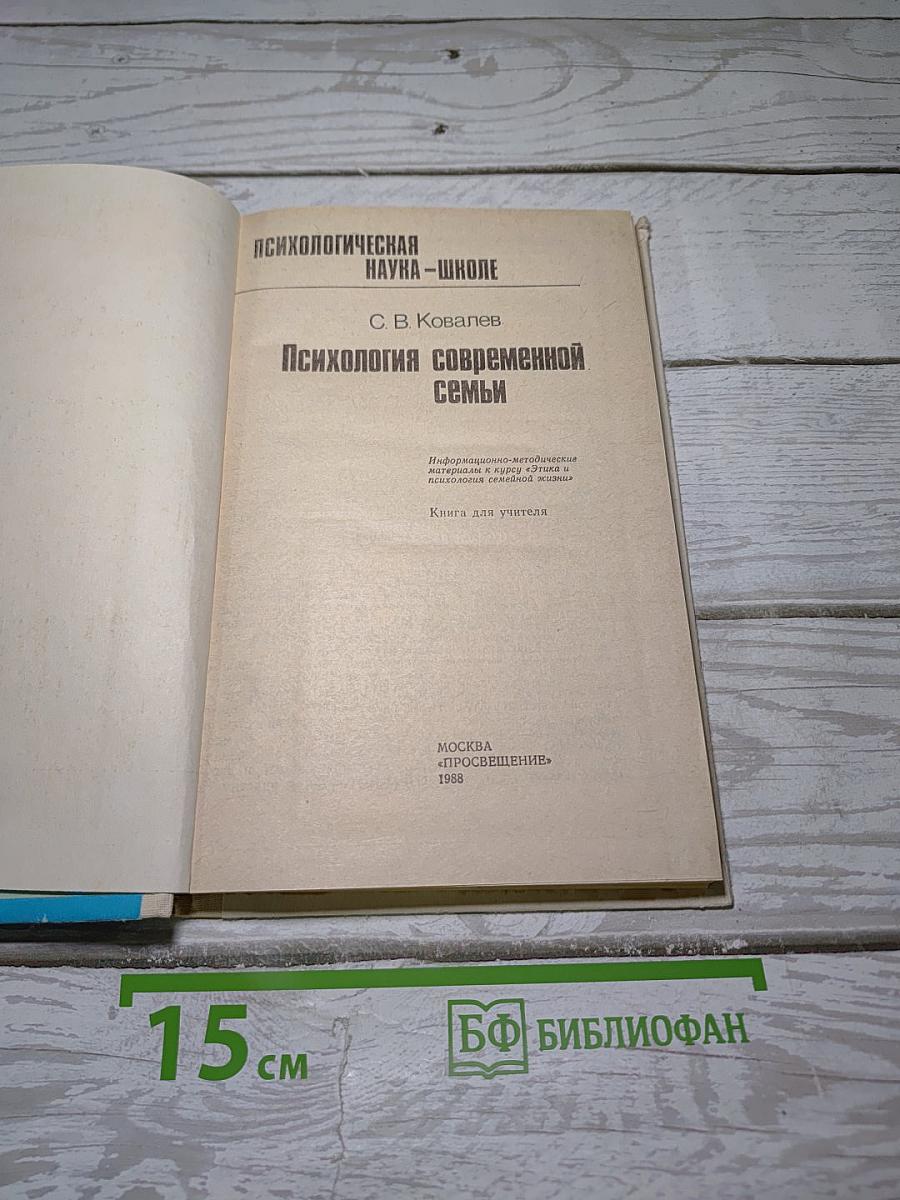 ПСИХОЛОГИЧЕСКАЯ
НАУКА – ШКОЛЕ
С. В. Ковалев
Психология современной
семьи
Информационно-методические
материалы к курсу «Этика и
психология семейной жизни»
Книга для учителя
МОСКВА
«ПРОСВЕЩЕНИЕ»
1988
15 см
БФ БИБЛИОФАН